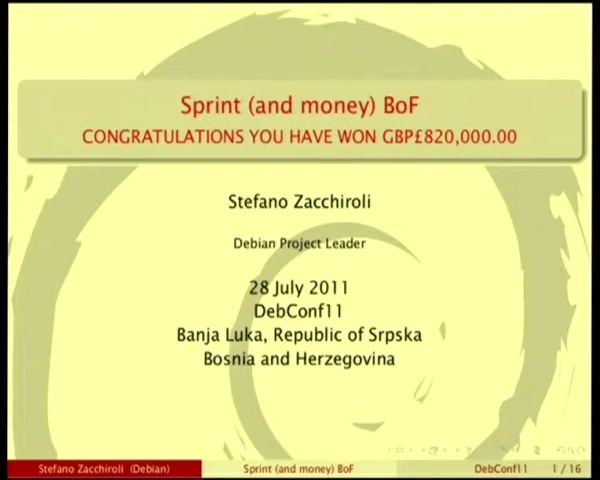 Sprint (and money) BoF
CONGRATULATIONS YOU HAVE WON GBP£820,000.00
Stefano Zacchiroli
Debian Project Leader
28 July 2011
DebConf11
Banja Luka, Republic of Srpska
Bosnia and Herzegovina
Stefano Zacchiroli (Debian) Sprint (and money) BoF DebConf11 1 / 16